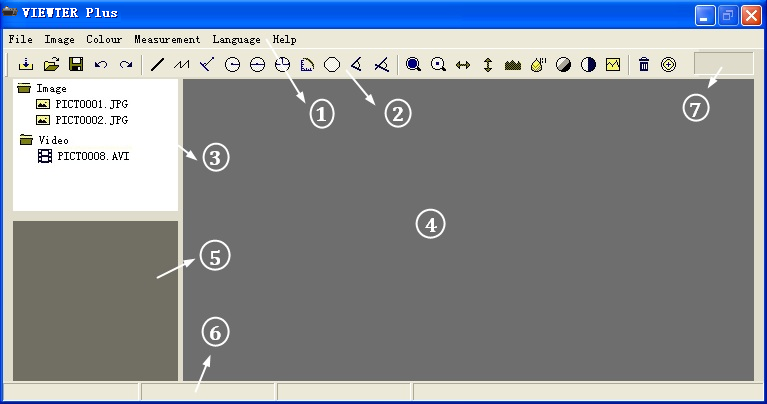 VIEWTER Plus
File Image Colour Measurement Language Help
Image
PICT0001.JPG
PICT0002.JPG
Video
PICT0008.AVI
①
②
⑦
③
④
⑤
⑥